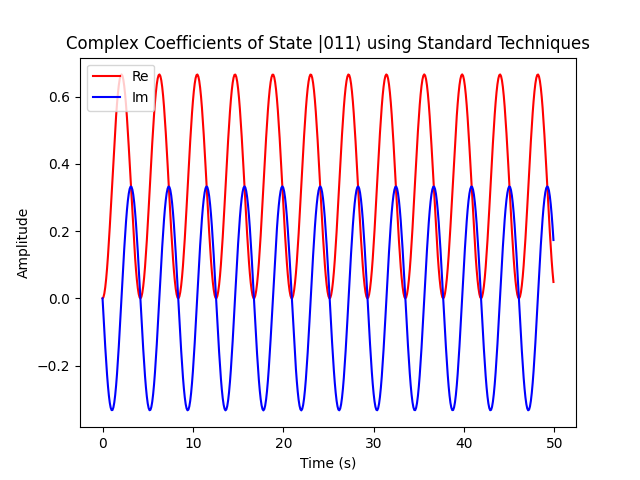 Complex Coefficients of State |011⟩ using Standard Techniques
Re
Im
Amplitude
0.6
0.4
0.2
0.0
−0.2
0 10 20 30 40 50
Time (s)